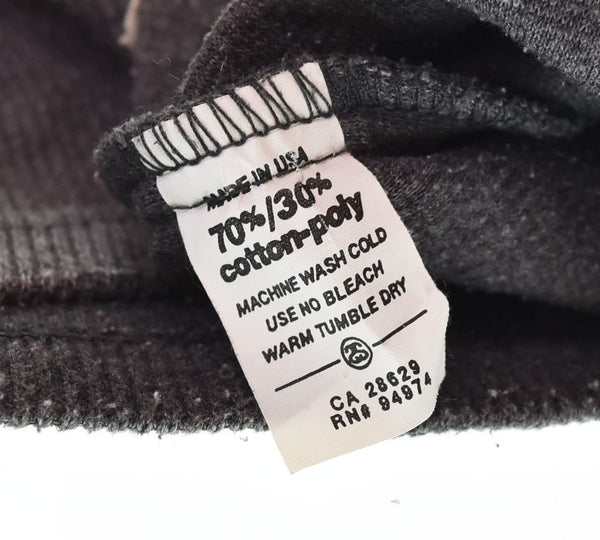 MADE IN USA
70%/30%
cotton-poly
MACHINE WASH COLD
USE NO BLEACH
WARM TUMBLE DRY
CA 28629
RN# 94974